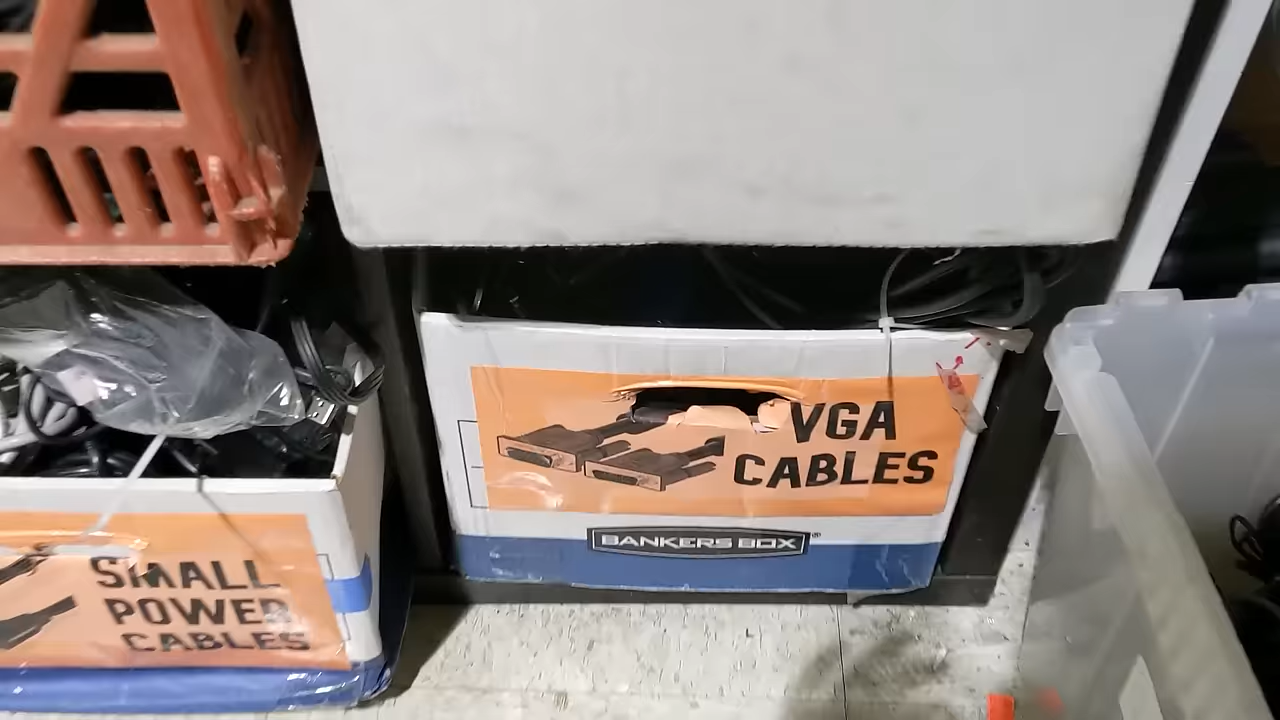 VGA
CABLES
BANKERS BOX®
SMALL
POWER
CABLES